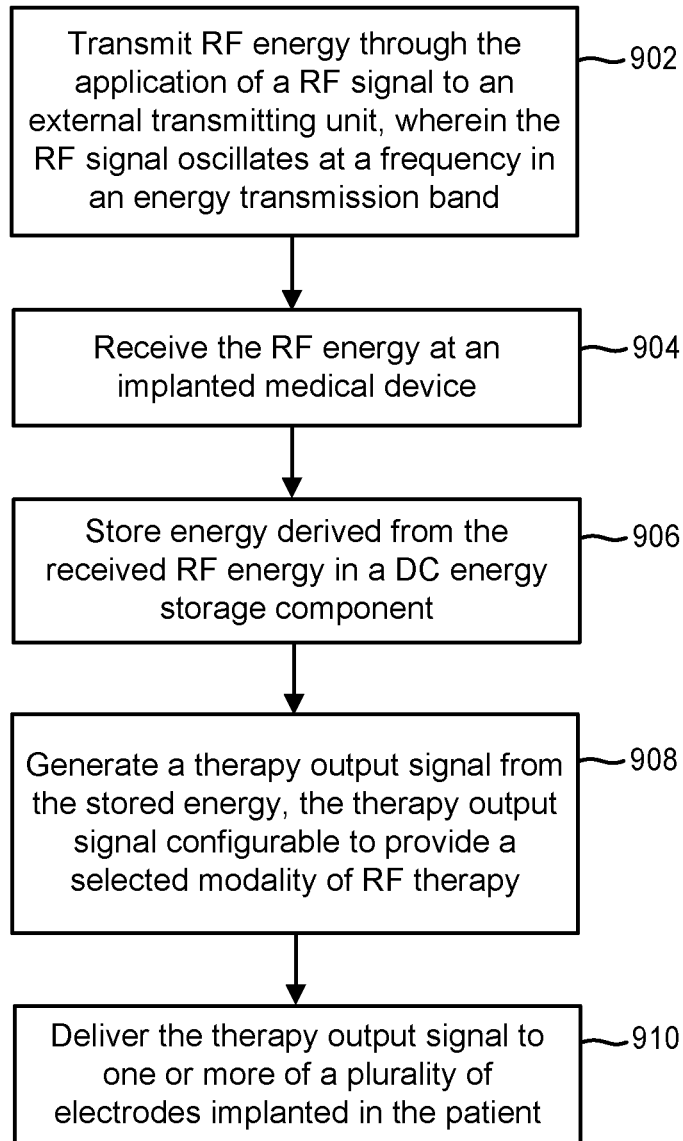 Transmit RF energy through the
application of a RF signal to an
external transmitting unit, wherein the
RF signal oscillates at a frequency in
an energy transmission band
902
Receive the RF energy at an
implanted medical device
904
Store energy derived from the
received RF energy in a DC energy
storage component
906
Generate a therapy output signal from
the stored energy, the therapy output
signal configurable to provide a
selected modality of RF therapy
908
Deliver the therapy output signal to
one or more of a plurality of
electrodes implanted in the patient
910